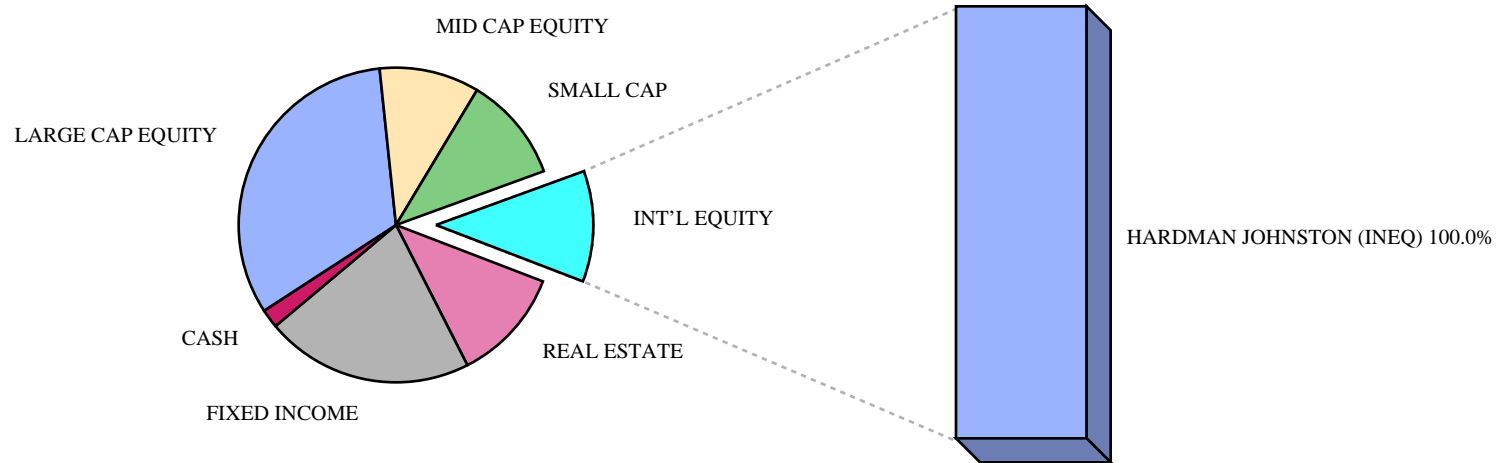 MID CAP EQUITY
SMALL CAP
LARGE CAP EQUITY
INT'L EQUITY
HARDMAN JOHNSTON (INEQ) 100.0%
CASH
REAL ESTATE
FIXED INCOME